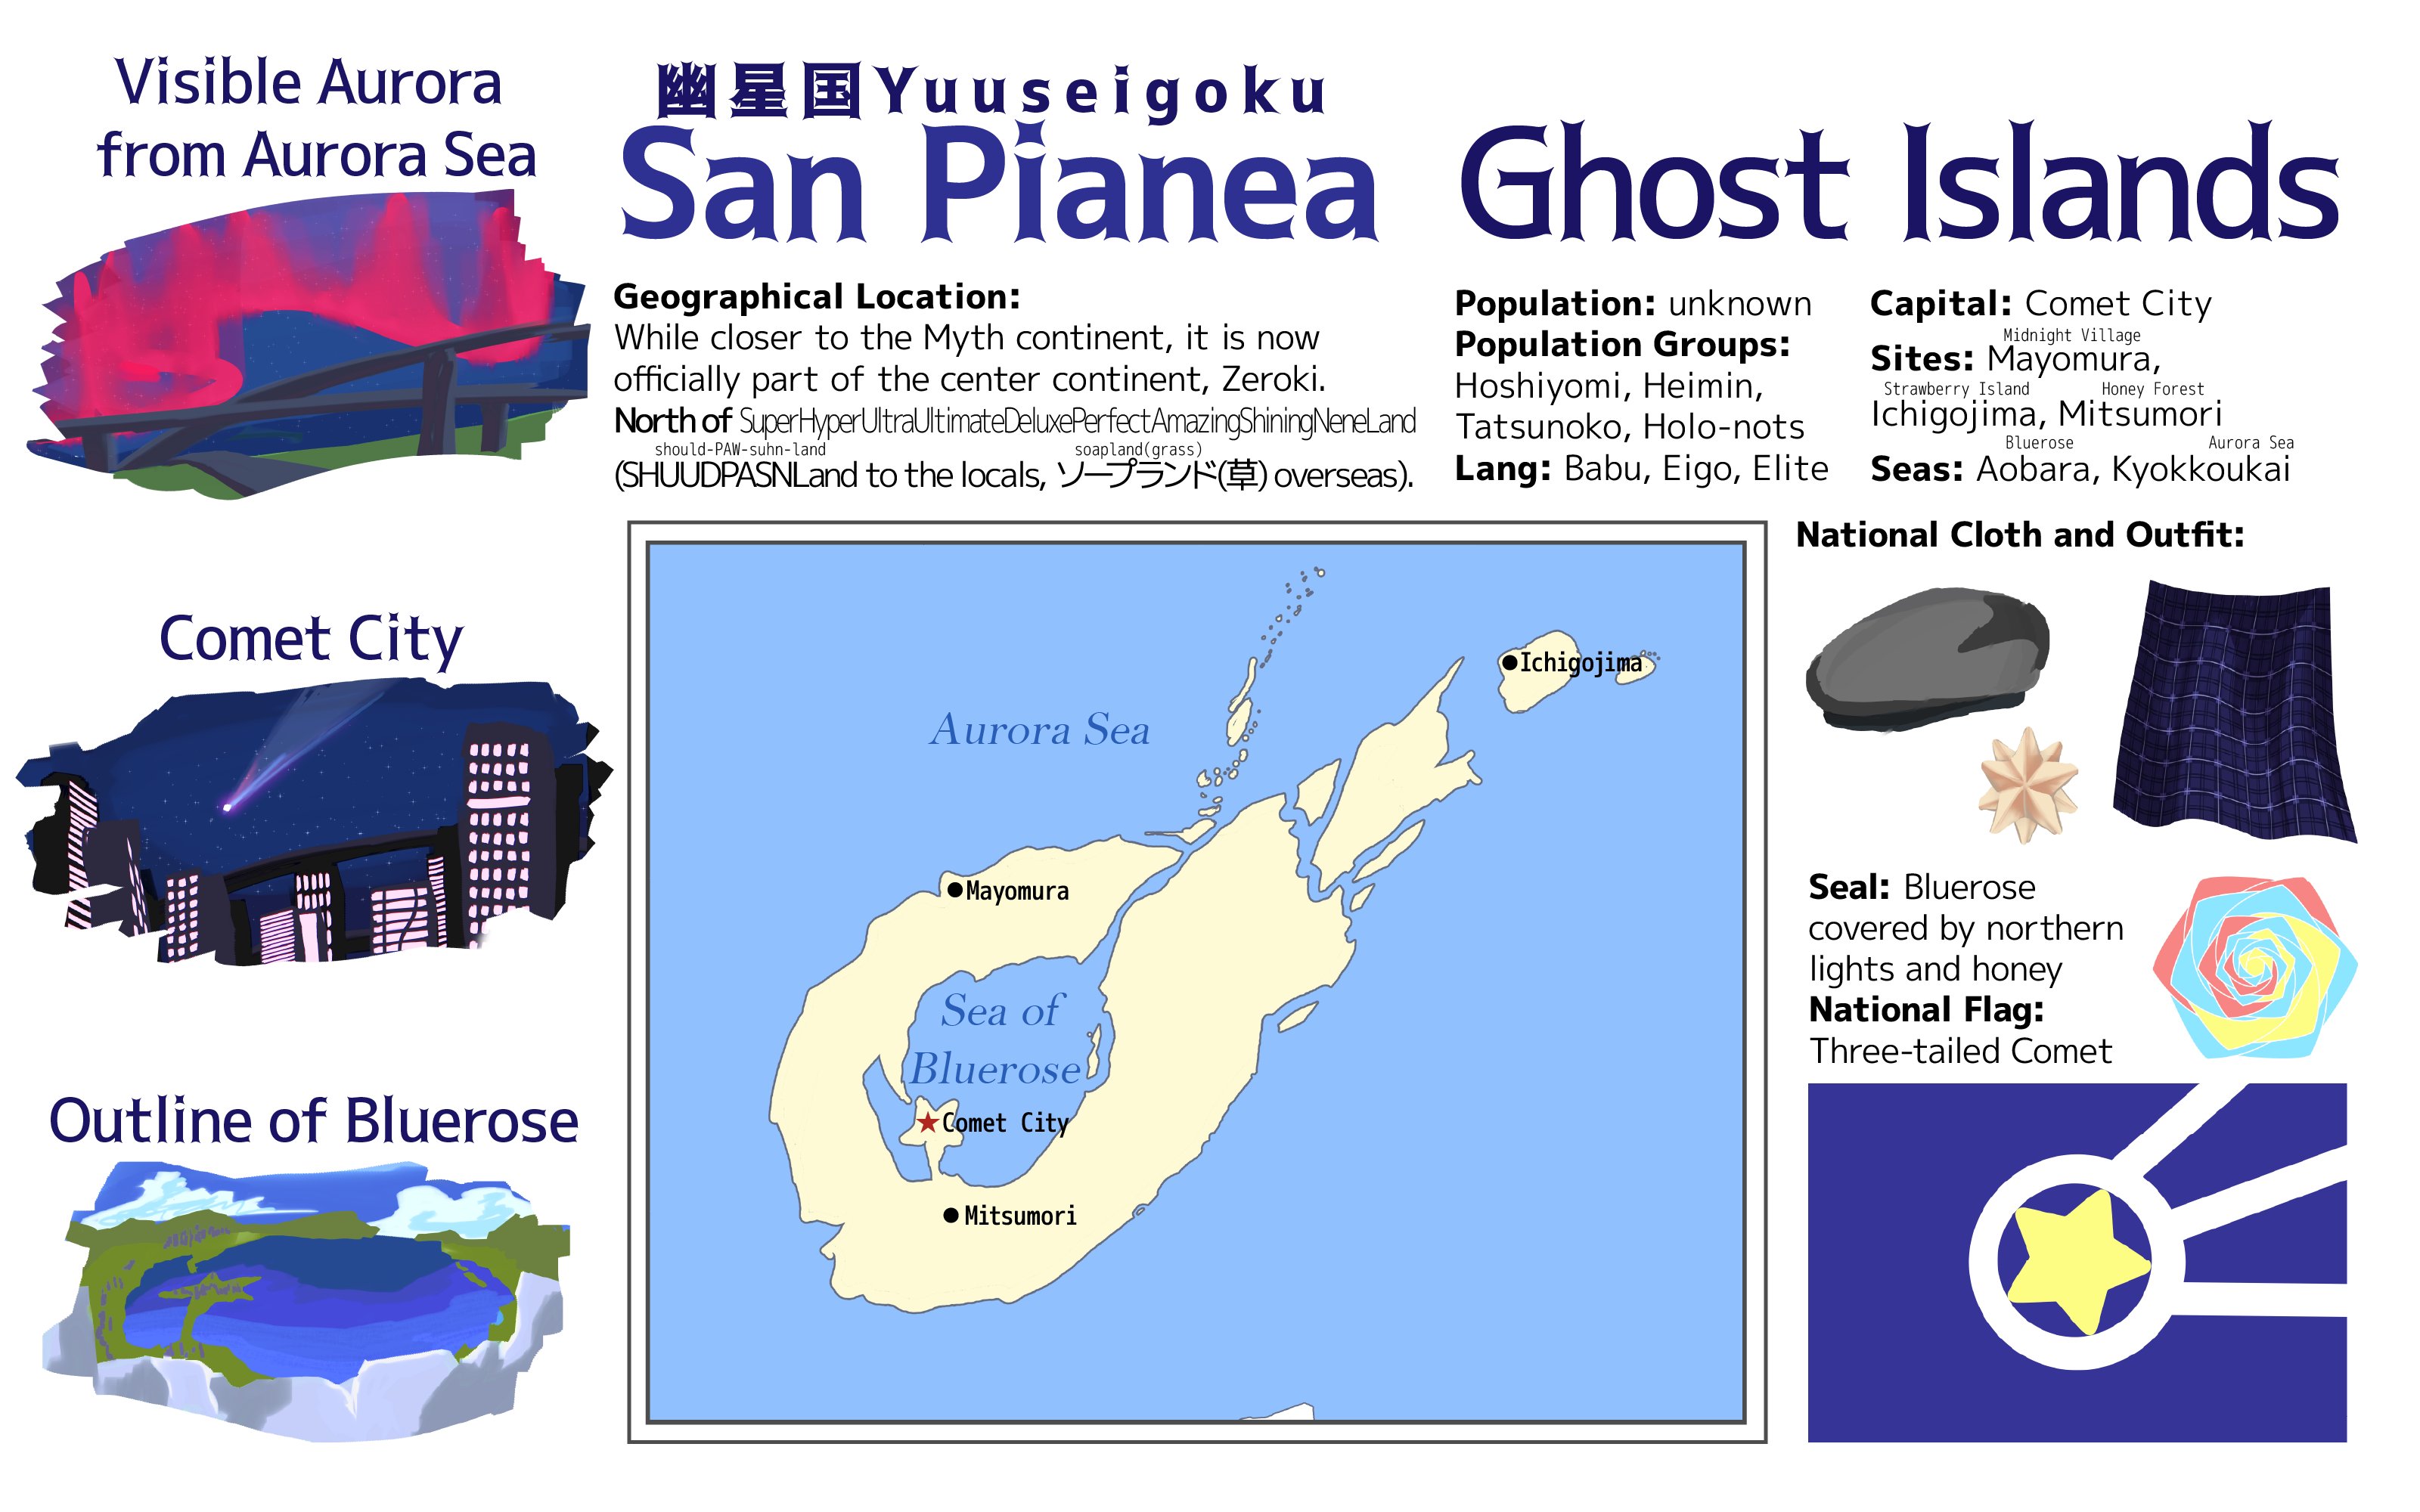 Visible Aurora
from Aurora Sea
Comet City
Outline of Bluerose
幽星国Yuuseigoku
San Pianea Ghost Islands
Geographical Location:
While closer to the Myth continent, it is now
officially part of the center continent, Zeroki.
North of SuperHyperUltraUltimateDeluxePerfectAmazingShiningNeneLand
should-PAW-suhn-land soapland(grass)
(SHUUDPASNLand to the locals, ソープランド(草) overseas).
Population: unknown
Population Groups:
Hoshiyomi, Heimin,
Tatsunoko, Holo-nots
Lang: Babu, Eigo, Elite
Capital: Comet City
Midnight Village
Sites: Mayomura,
Strawberry Island Honey Forest
Ichigojima, Mitsumori
Bluerose Aurora Sea
Seas: Aobara, Kyokkoukai
Ichigojima
Aurora Sea
Mayomura
Sea of
Bluerose
Comet City
Mitsumori
National Cloth and Outfit:
Seal: Bluerose
covered by northern
lights and honey
National Flag:
Three-tailed Comet